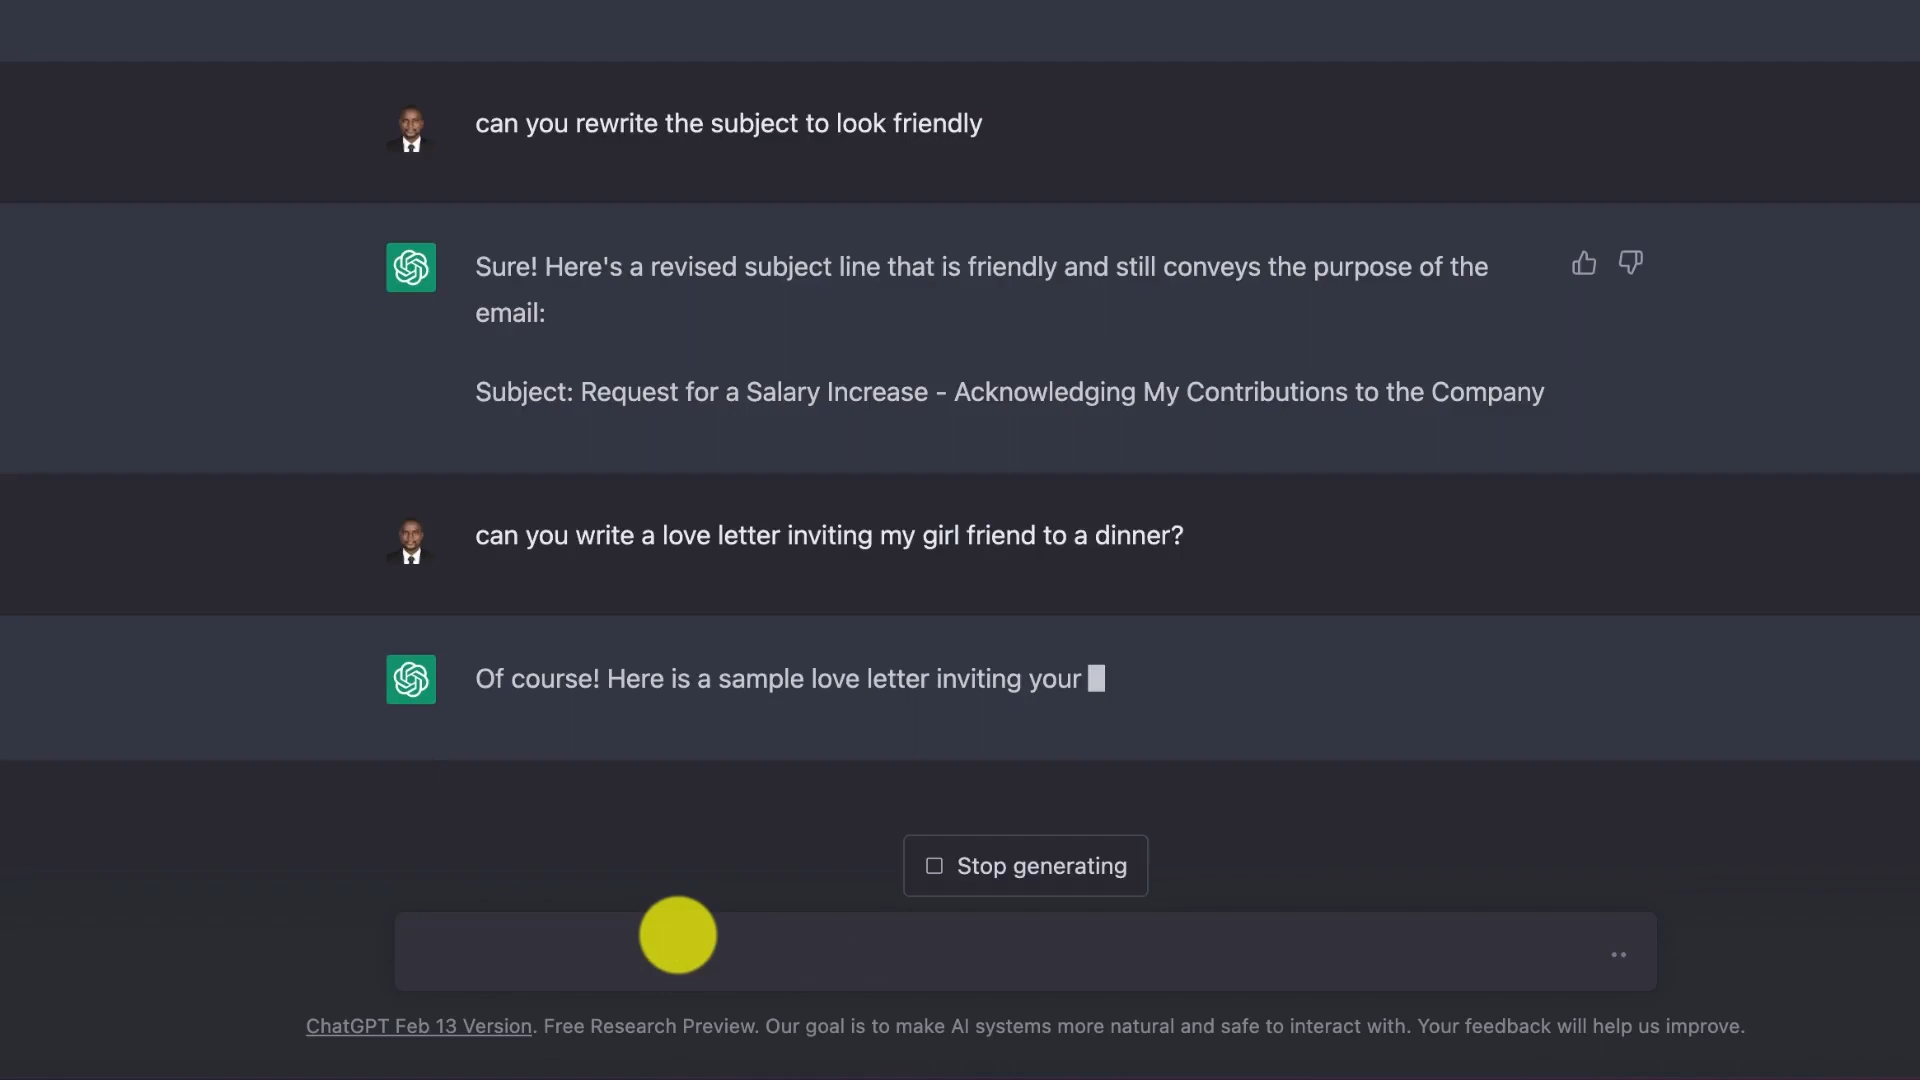 can you rewrite the subject to look friendly
Sure! Here's a revised subject line that is friendly and still conveys the purpose of the
email:
Subject: Request for a Salary Increase - Acknowledging My Contributions to the Company
can you write a love letter inviting my girl friend to a dinner?
Of course! Here is a sample love letter inviting your
Stop generating
ChatGPT Feb 13 Version. Free Research Preview. Our goal is to make AI systems more natural and safe to interact with. Your feedback will help us improve.